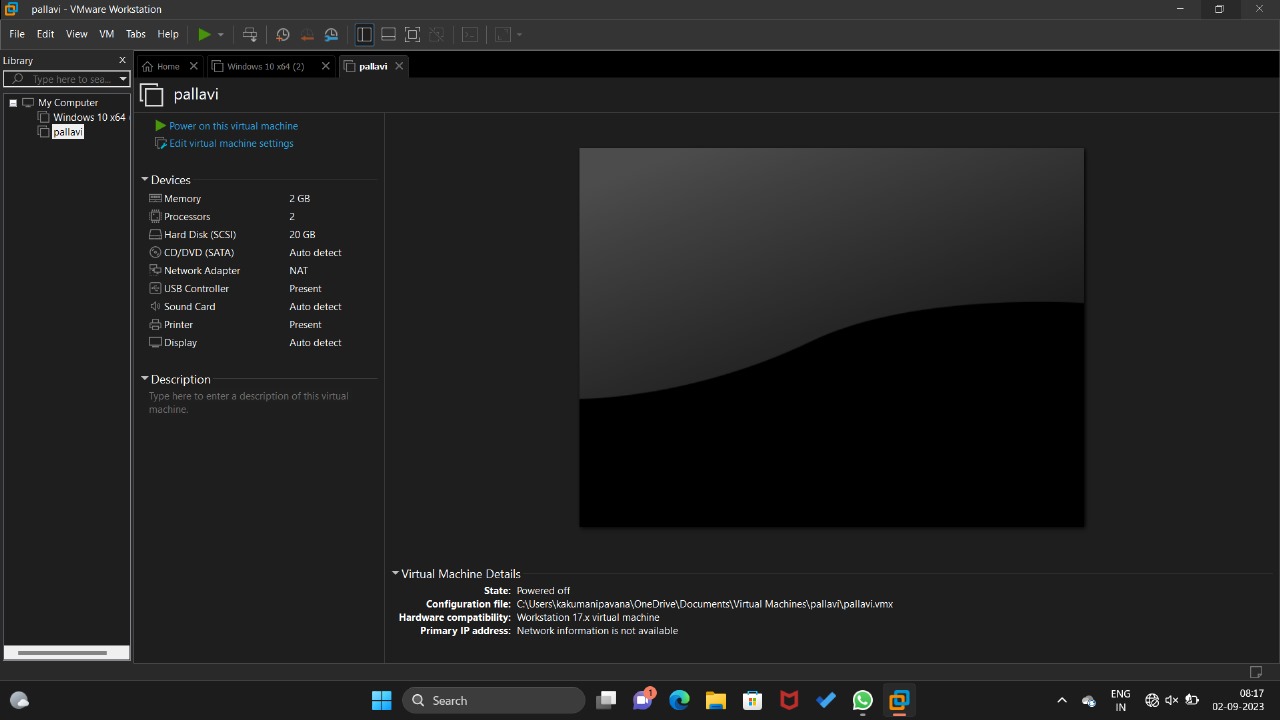 pallavi - VMware Workstation
File Edit View VM Tabs Help
Library
Type here to sea...
My Computer
Windows 10 x64
pallavi
Home
Windows 10 x64 (2)
pallavi
pallavi
Power on this virtual machine
Edit virtual machine settings
Devices
Memory 2 GB
Processors 2
Hard Disk (SCSI) 20 GB
CD/DVD (SATA) Auto detect
Network Adapter NAT
USB Controller Present
Sound Card Auto detect
Printer Present
Display Auto detect
Description
Type here to enter a description of this virtual
machine.
Virtual Machine Details
State: Powered off
Configuration file: C:\Users\kakumanipavana\OneDrive\Documents\Virtual Machines\pallavi\pallavi.vmx
Hardware compatibility: Workstation 17.x virtual machine
Primary IP address: Network information is not available
Search
1
ENG
IN
08:17
02-09-2023